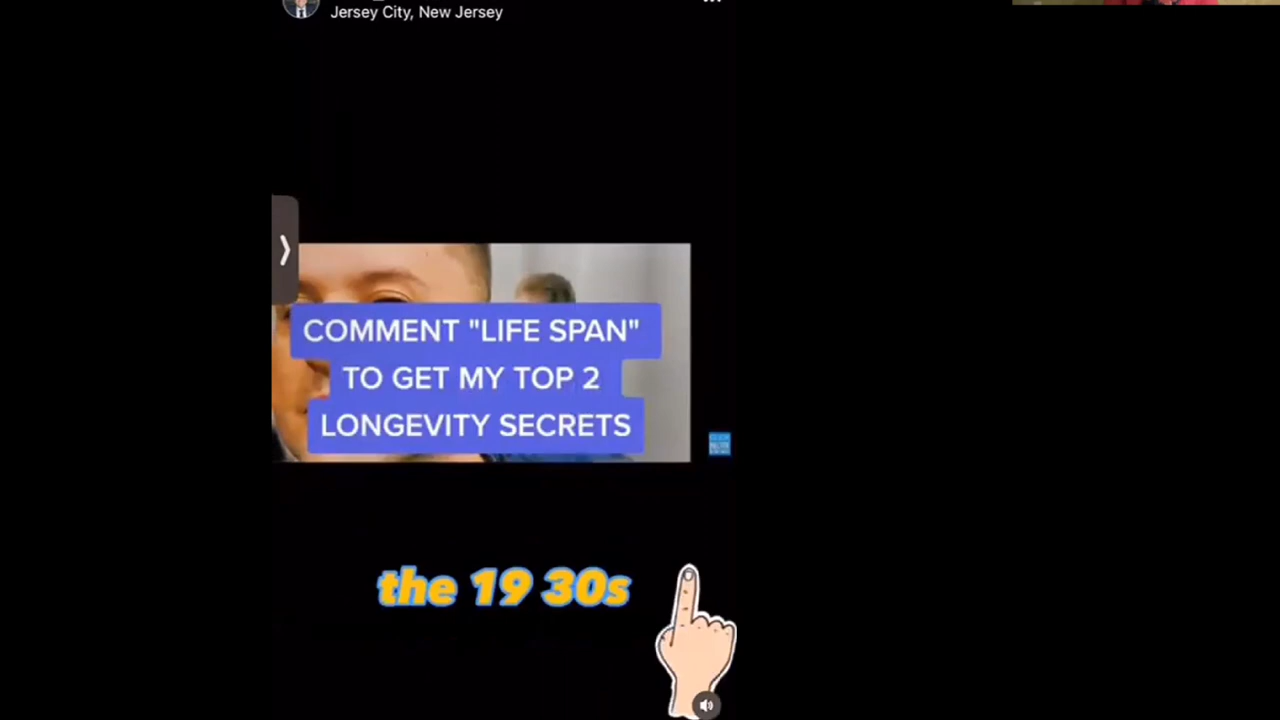 Jersey City, New Jersey
COMMENT "LIFE SPAN"
TO GET MY TOP 2
LONGEVITY SECRETS
the 19 30s